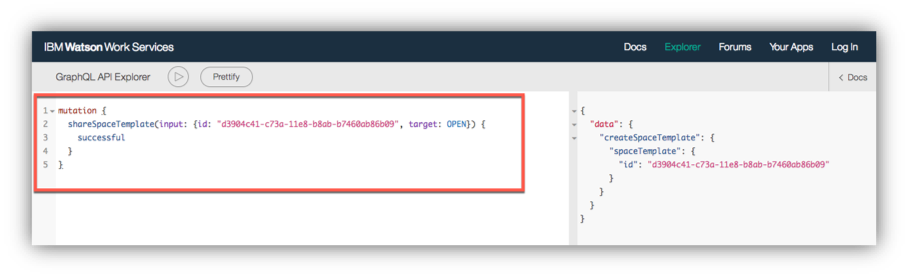 IBM Watson Work Services
Docs Explorer Forums Your Apps Log In
GraphQL API Explorer Prettify < Docs
1 mutation {
2 shareSpaceTemplate(input: {id: "d3904c41-c73a-11e8-b8ab-b7460ab86b09", target: OPEN}) {
3 successful
4 }
5 }
{
"data": {
"createSpaceTemplate": {
"spaceTemplate": {
"id": "d3904c41-c73a-11e8-b8ab-b7460ab86b09"
}
}
}
}